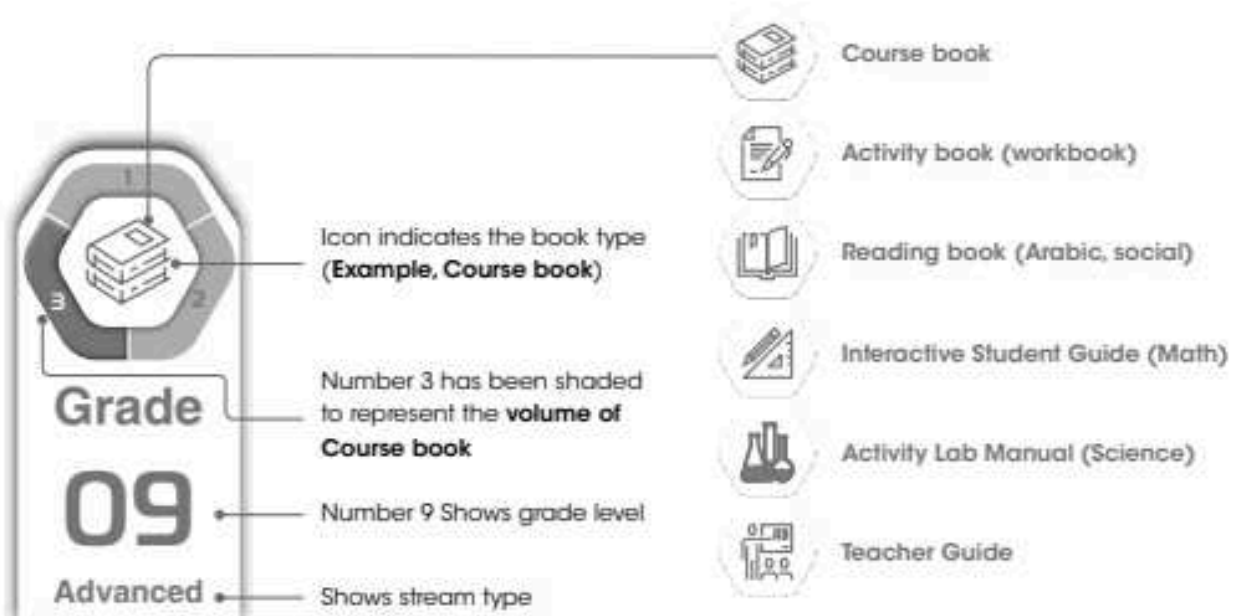 Course book
Activity book (workbook)
Reading book (Arabic, social)
Interactive Student Guide (Math)
Activity Lab Manual (Science)
Teacher Guide
1
2
3
Grade
09
Advanced
Icon indicates the book type
(Example, Course book)
Number 3 has been shaded
to represent the volume of
Course book
Number 9 Shows grade level
Shows stream type